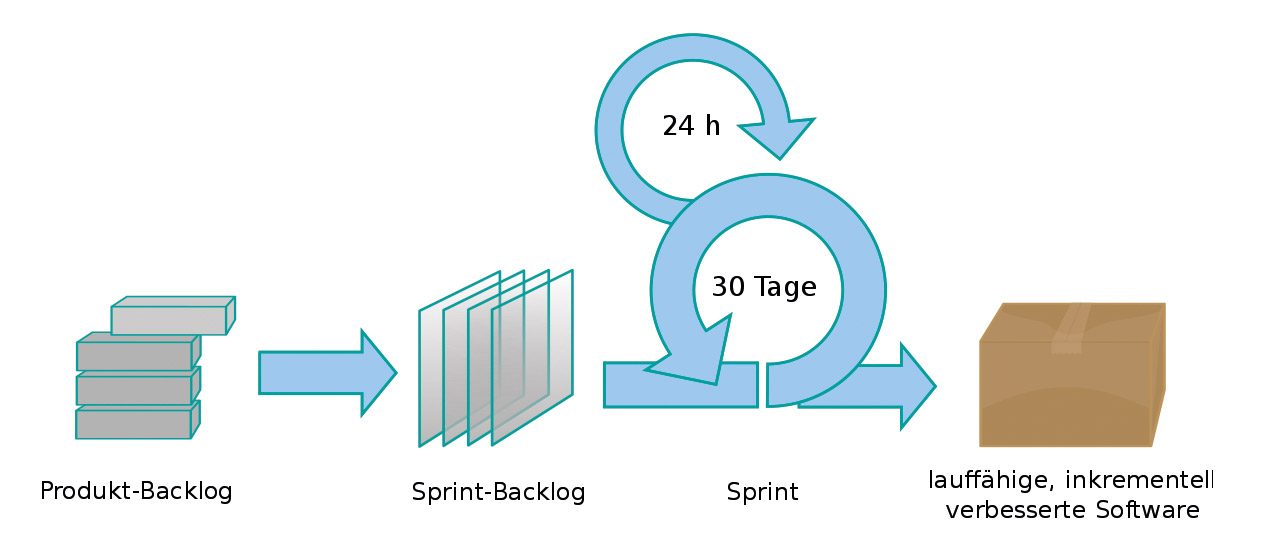 24 h
30 Tage
Produkt-Backlog
Sprint-Backlog
Sprint
lauffähige, inkrementell
verbesserte Software